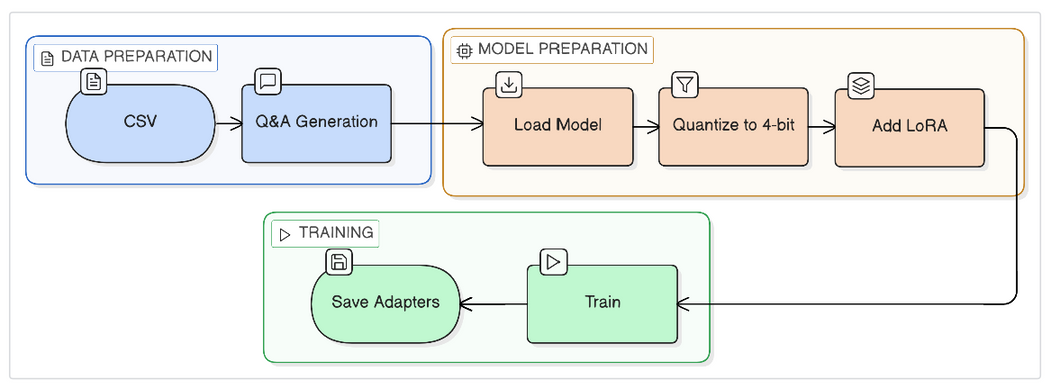 DATA PREPARATION
CSV
Q&A Generation
MODEL PREPARATION
Load Model
Quantize to 4-bit
Add LoRA
TRAINING
Save Adapters
Train